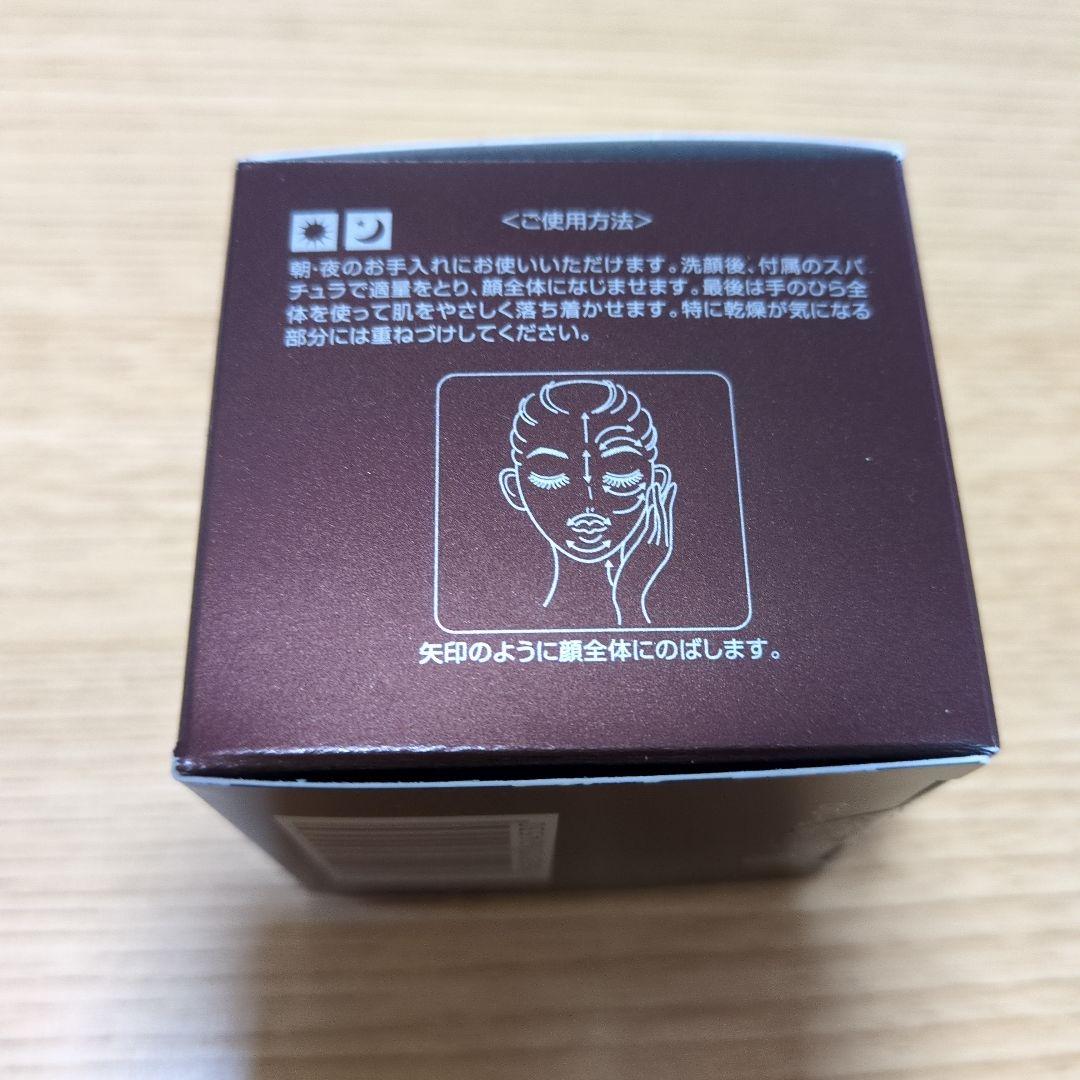 ＜ご使用方法＞
朝・夜のお手入れにお使いいただけます。洗顔後、付属のスパ
チュラで適量をとり、顔全体になじませます。最後は手のひら全
体を使って肌をやさしく落ち着かせます。特に乾燥が気になる
部分には重ねづけしてください。
矢印のように顔全体にのばします。